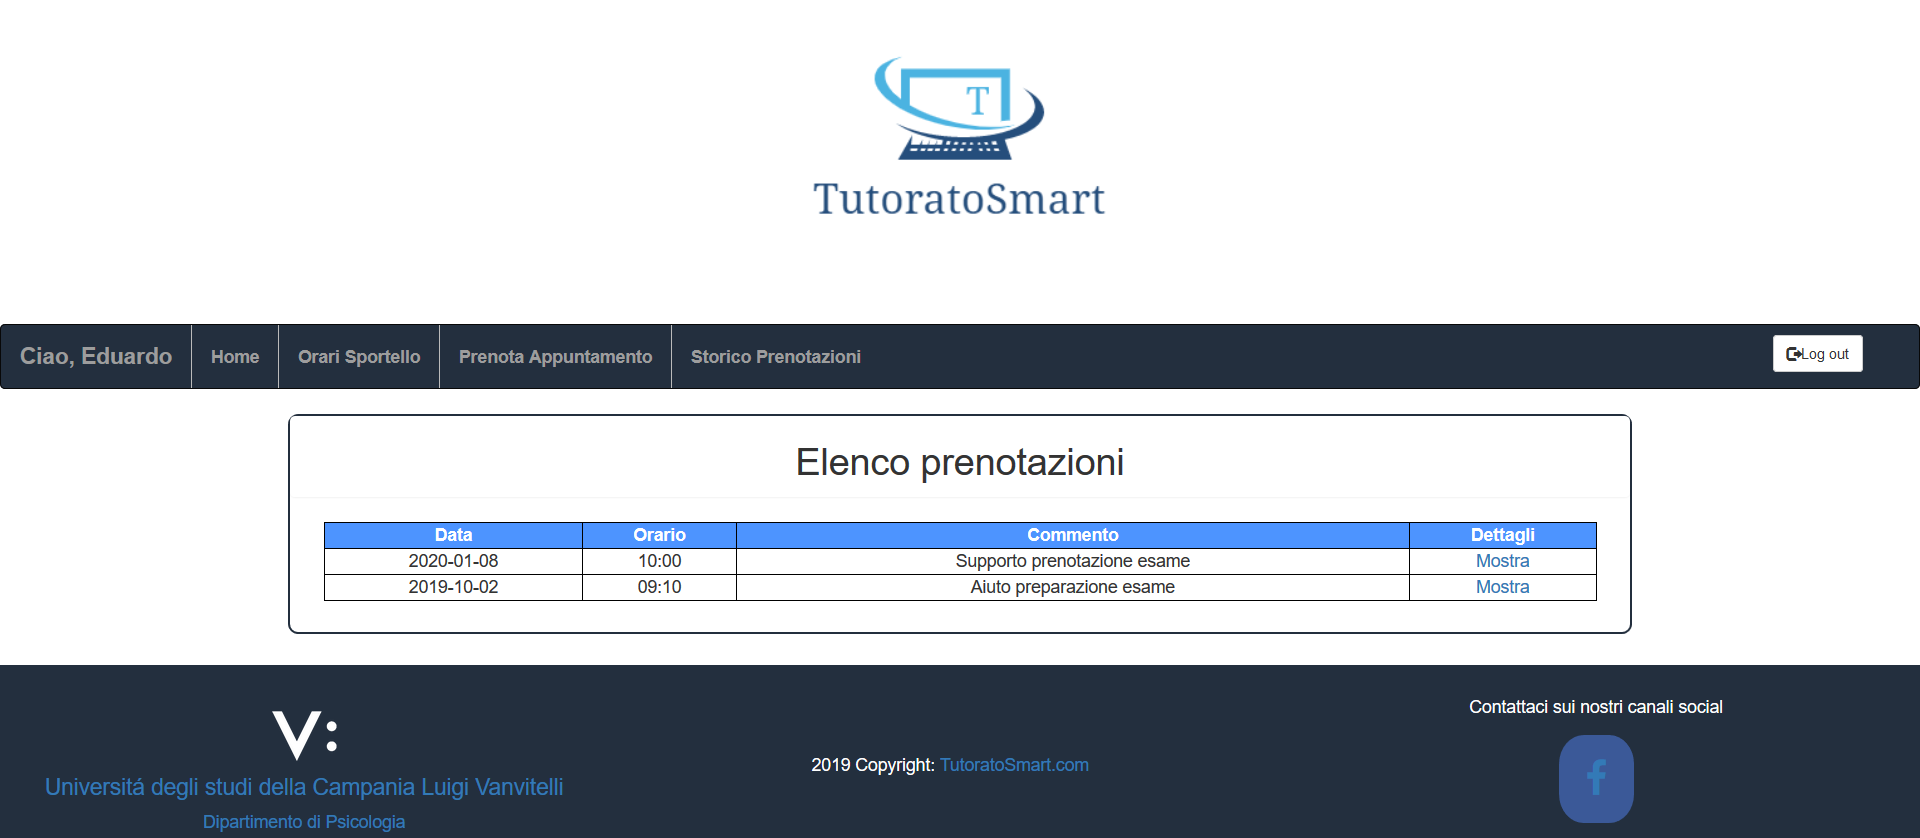 T
TutoratoSmart
Ciao, Eduardo Home Orari Sportello Prenota Appuntamento Storico Prenotazioni Log out
Elenco prenotazioni
Data Orario Commento Dettagli
2020-01-08 10:00 Supporto prenotazione esame Mostra
2019-10-02 09:10 Aiuto preparazione esame Mostra
V:
Universitá degli studi della Campania Luigi Vanvitelli
Dipartimento di Psicologia
2019 Copyright: TutoratoSmart.com
Contattaci sui nostri canali social
f